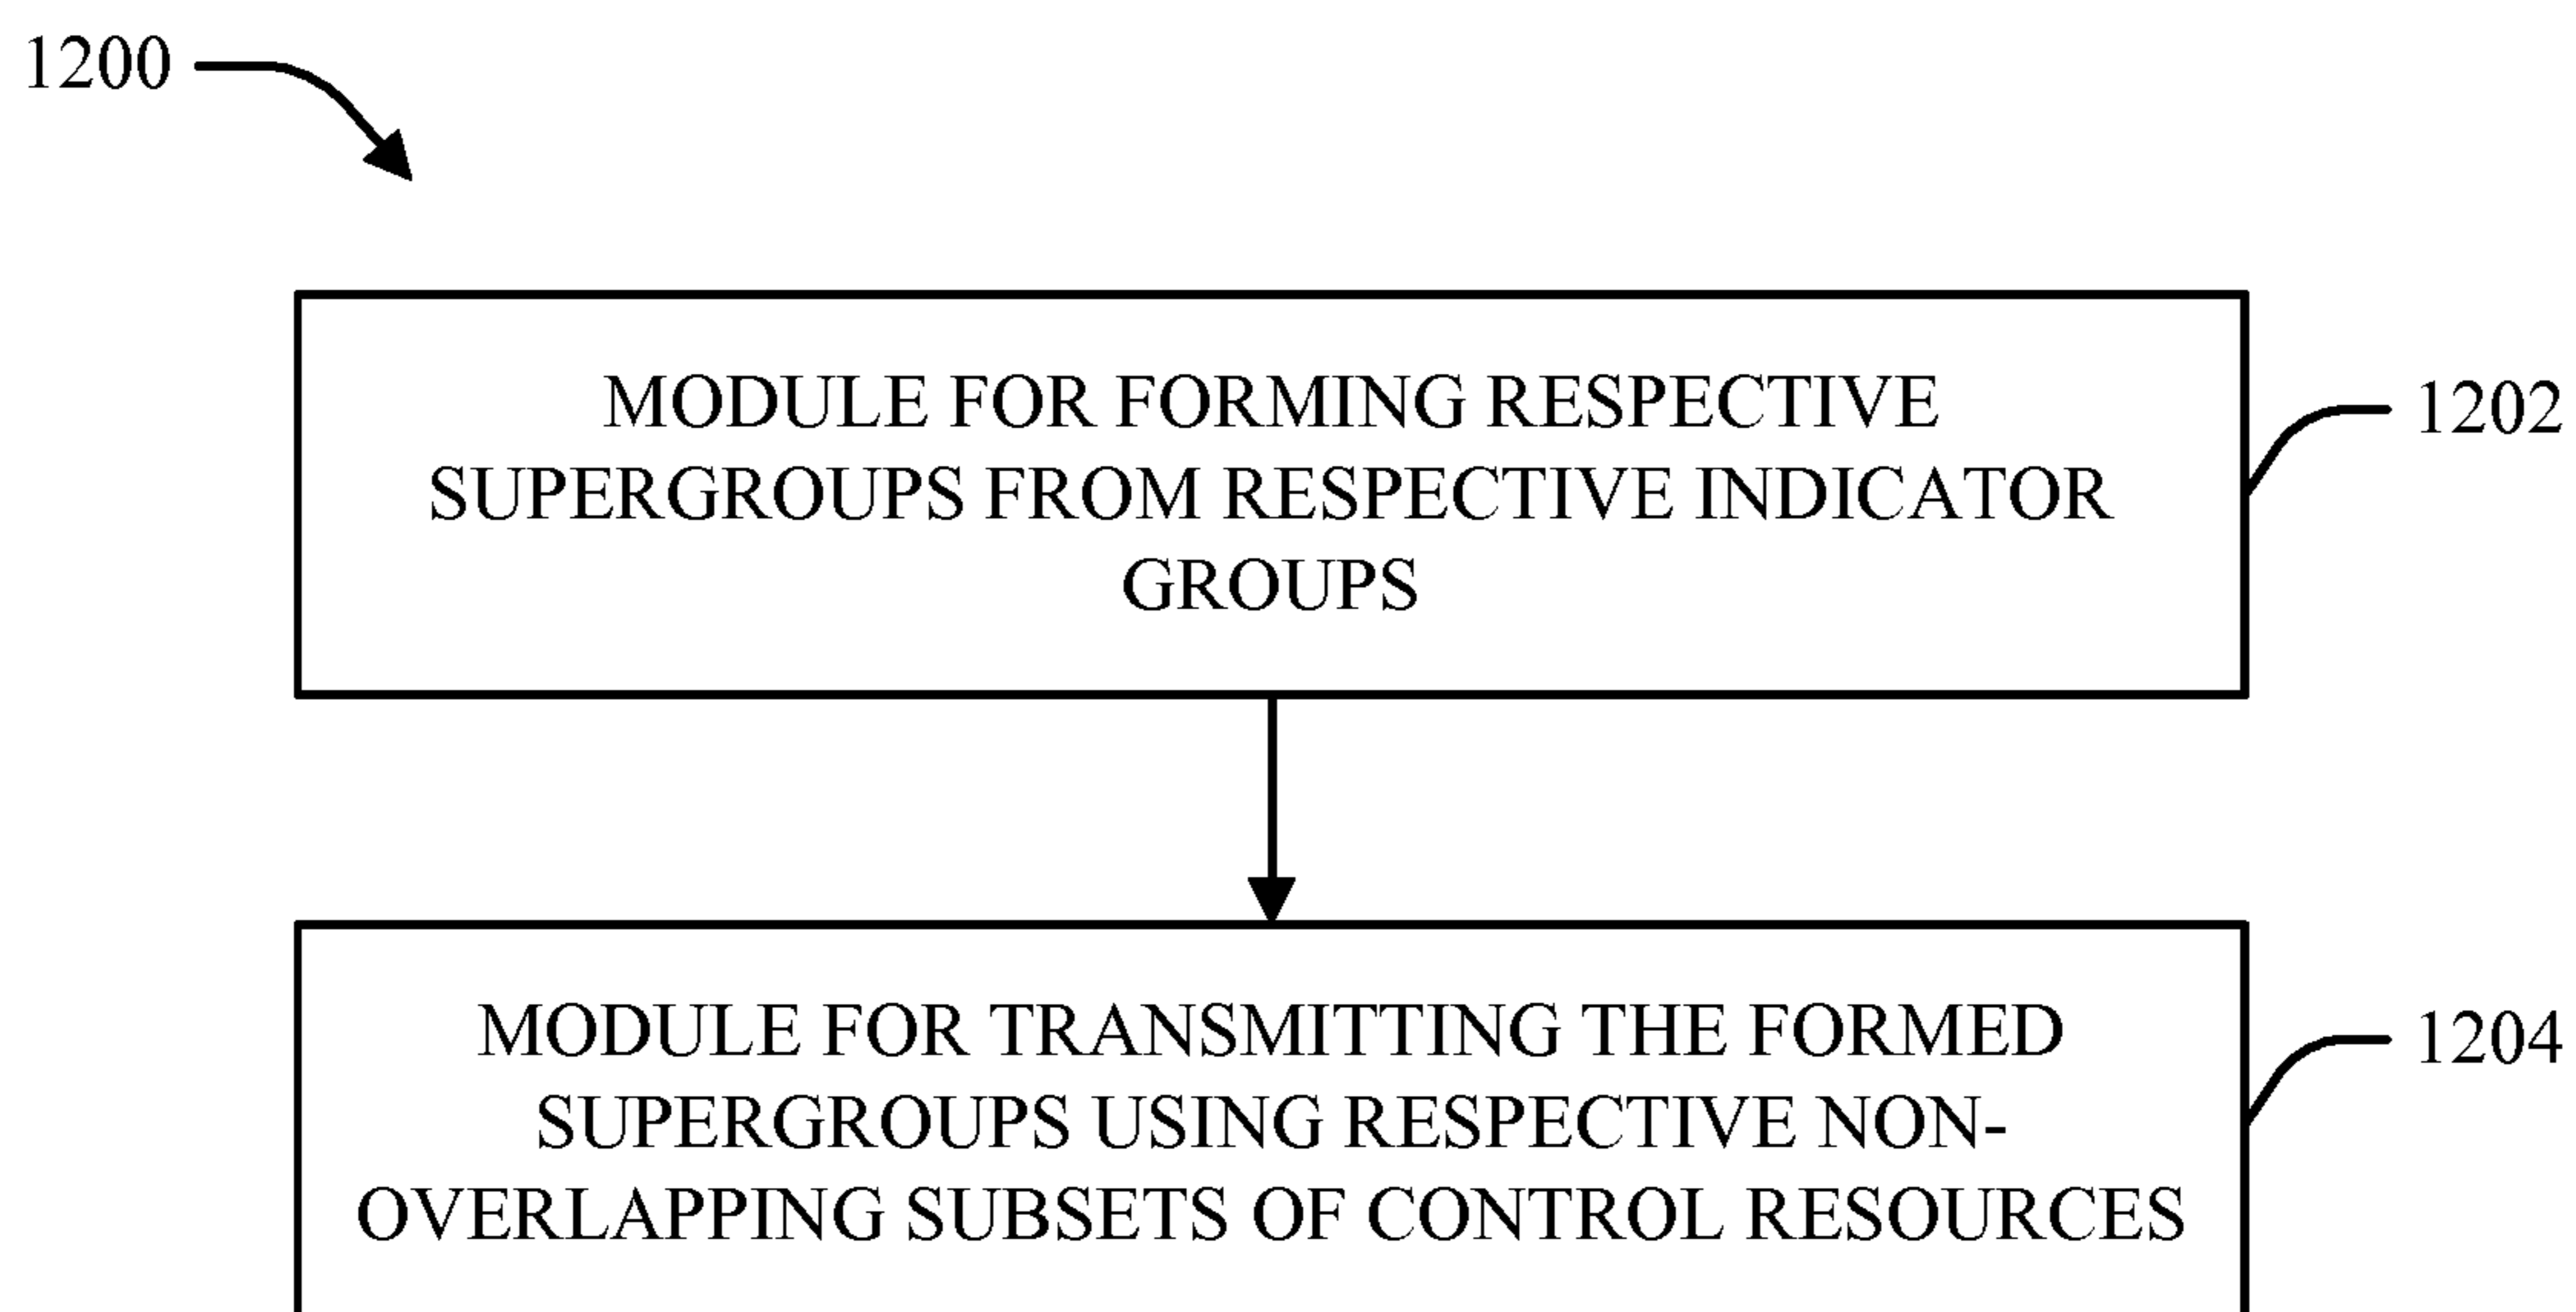 1200
MODULE FOR FORMING RESPECTIVE
SUPERGROUPS FROM RESPECTIVE INDICATOR
GROUPS
1202
MODULE FOR TRANSMITTING THE FORMED
SUPERGROUPS USING RESPECTIVE NON-
OVERLAPPING SUBSETS OF CONTROL RESOURCES
1204